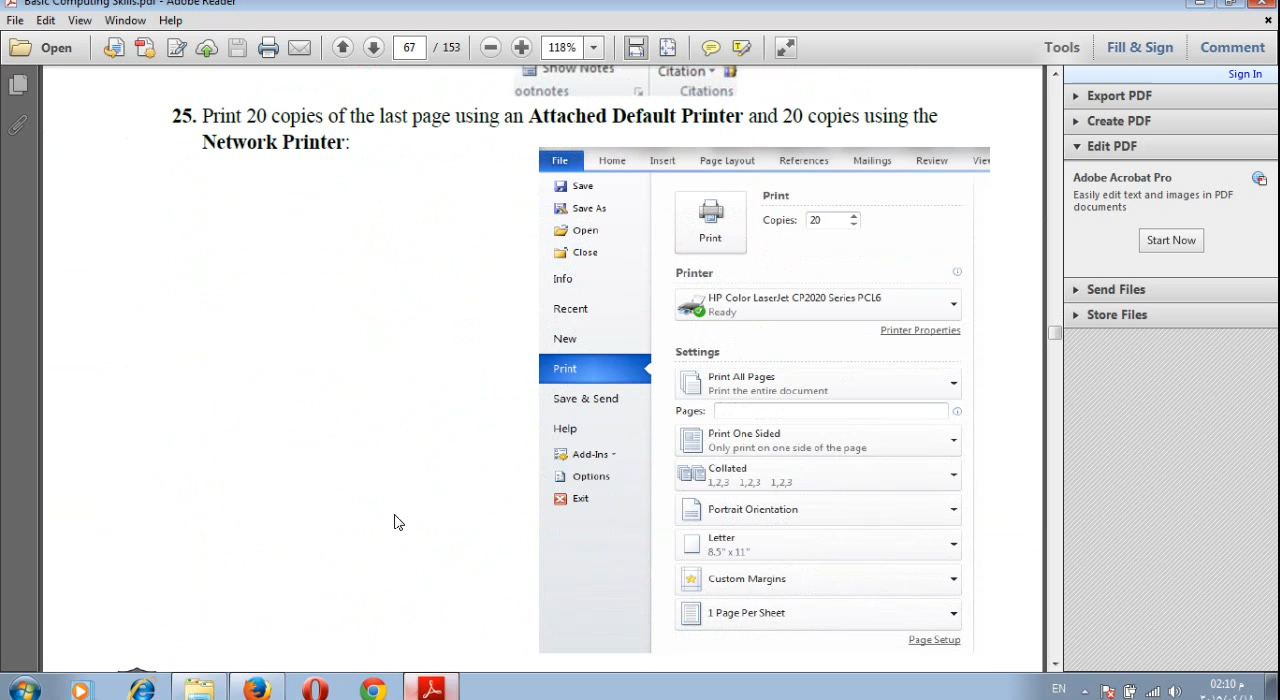 Basic Computing Skills.pdf - Adobe Reader
File Edit View Window Help
Open 67 / 153 118% Tools Fill & Sign Comment
Sign In
Show Notes Citation
ootnotes Citations
25. Print 20 copies of the last page using an Attached Default Printer and 20 copies using the
Network Printer:
File Home Insert Page Layout References Mailings Review Vie
Save
Save As
Open
Close
Info
Recent
New
Print
Save & Send
Help
Add-Ins
Options
Exit
Print
Print
Copies: 20
Printer
HP Color LaserJet CP2020 Series PCL6
Ready
Printer Properties
Settings
Print All Pages
Print the entire document
Pages:
Print One Sided
Only print on one side of the page
Collated
1,2,3 1,2,3 1,2,3
Portrait Orientation
Letter
8.5" x 11"
Custom Margins
1 Page Per Sheet
Page Setup
Export PDF
Create PDF
Edit PDF
Adobe Acrobat Pro
Easily edit text and images in PDF
documents
Start Now
Send Files
Store Files
EN
02:10 م